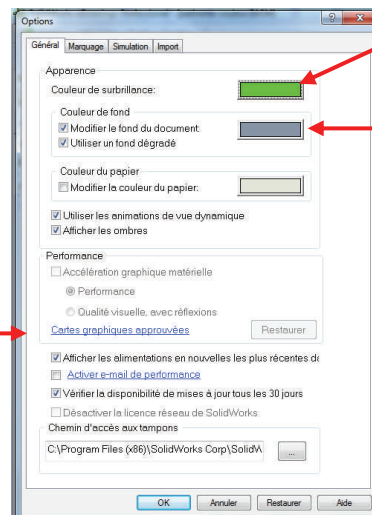 Options
Général Marquage Simulation Import
Apparence
Couleur de surbrillance:
Couleur de fond
Modifier le fond du document
Utiliser un fond dégradé
Couleur du papier
Modifier la couleur du papier:
Utiliser les animations de vue dynamique
Afficher les ombres
Performance
Accélération graphique matérielle
Performance
Qualité visuelle, avec réflexions
Cartes graphiques approuvées Restaurer
Afficher les alimentations en nouvelles les plus récentes d
Activer e-mail de performance
Vérifier la disponibilité de mises à jour tous les 30 jours
Désactiver la licence réseau de SolidWorks
Chemin d'accès aux tampons
C:\Program Files (x86)\SolidWorks Corp\Solid ...
OK Annuler Restaurer Aide